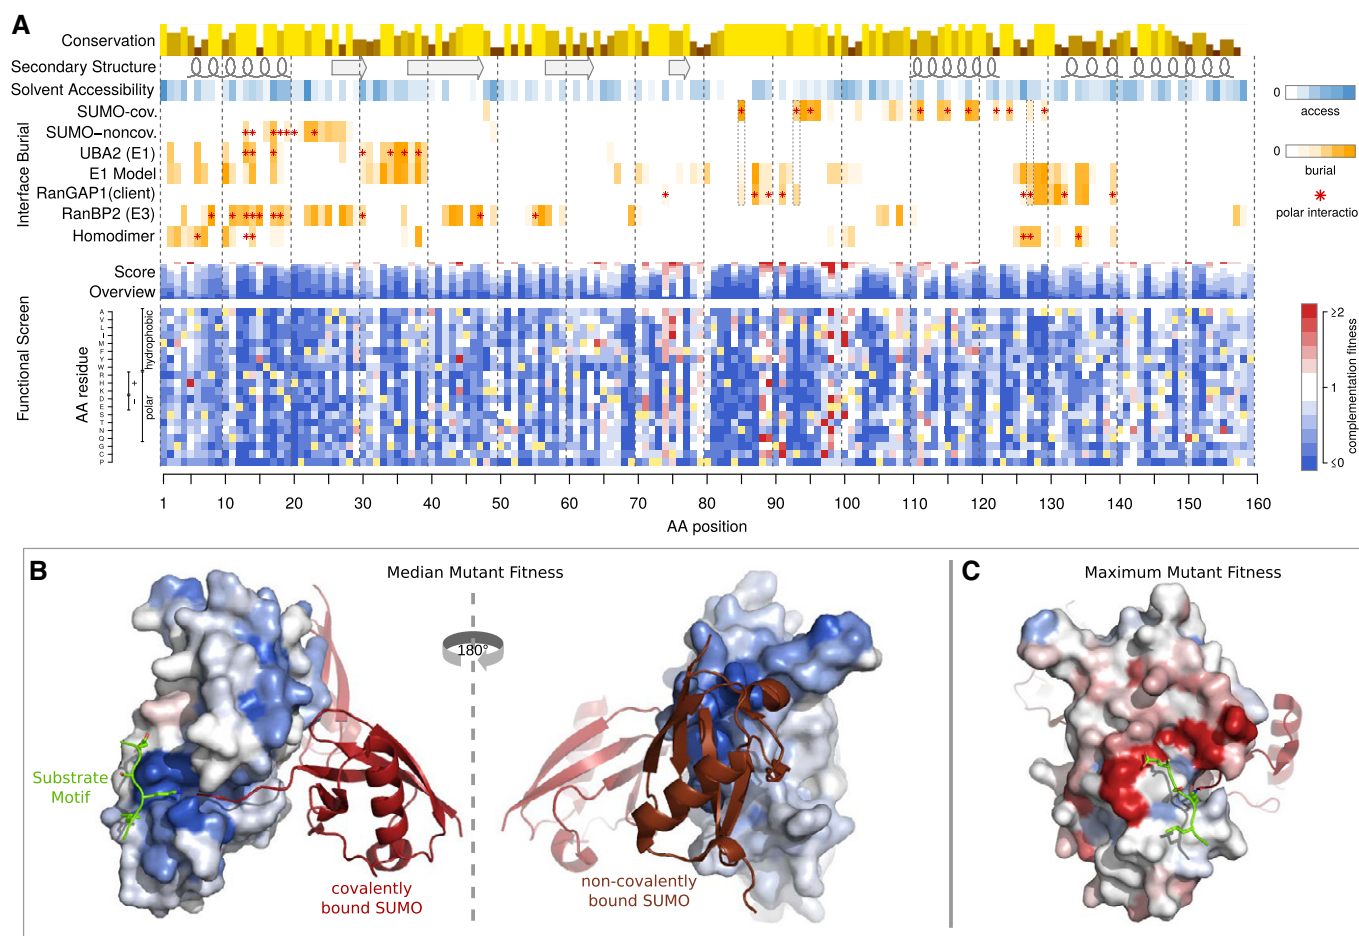 A
Conservation
Secondary Structure
Solvent Accessibility
Interface Burial
SUMO-cov.
SUMO-noncov.
UBA2 (E1)
E1 Model
RanGAP1(client)
RanBP2 (E3)
Homodimer
0
access
0
burial
polar interactio
Functional Screen
Score
Overview
AA residue
A
V
L
I
M
F
Y
W
R
H
K
D
E
S
T
N
Q
G
C
P
hydrophobic
+
−
polar
≥2
1
≤0
complementation fitness
1 10 20 30 40 50 60 70 80 90 100 110 120 130 140 150 160
AA position
B
Median Mutant Fitness
180°
Substrate
Motif
covalently
bound SUMO
non-covalently
bound SUMO
C
Maximum Mutant Fitness